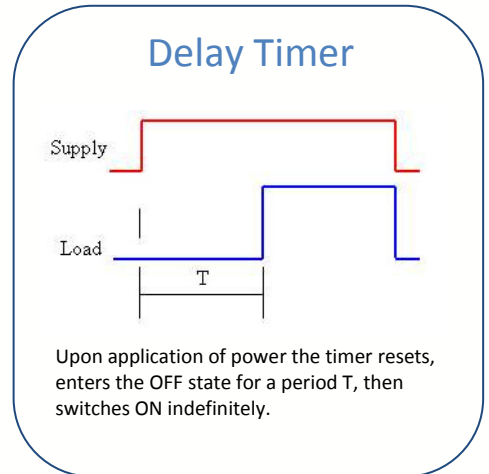 Delay Timer
Supply
Load
T
Upon application of power the timer resets,
enters the OFF state for a period T, then
switches ON indefinitely.